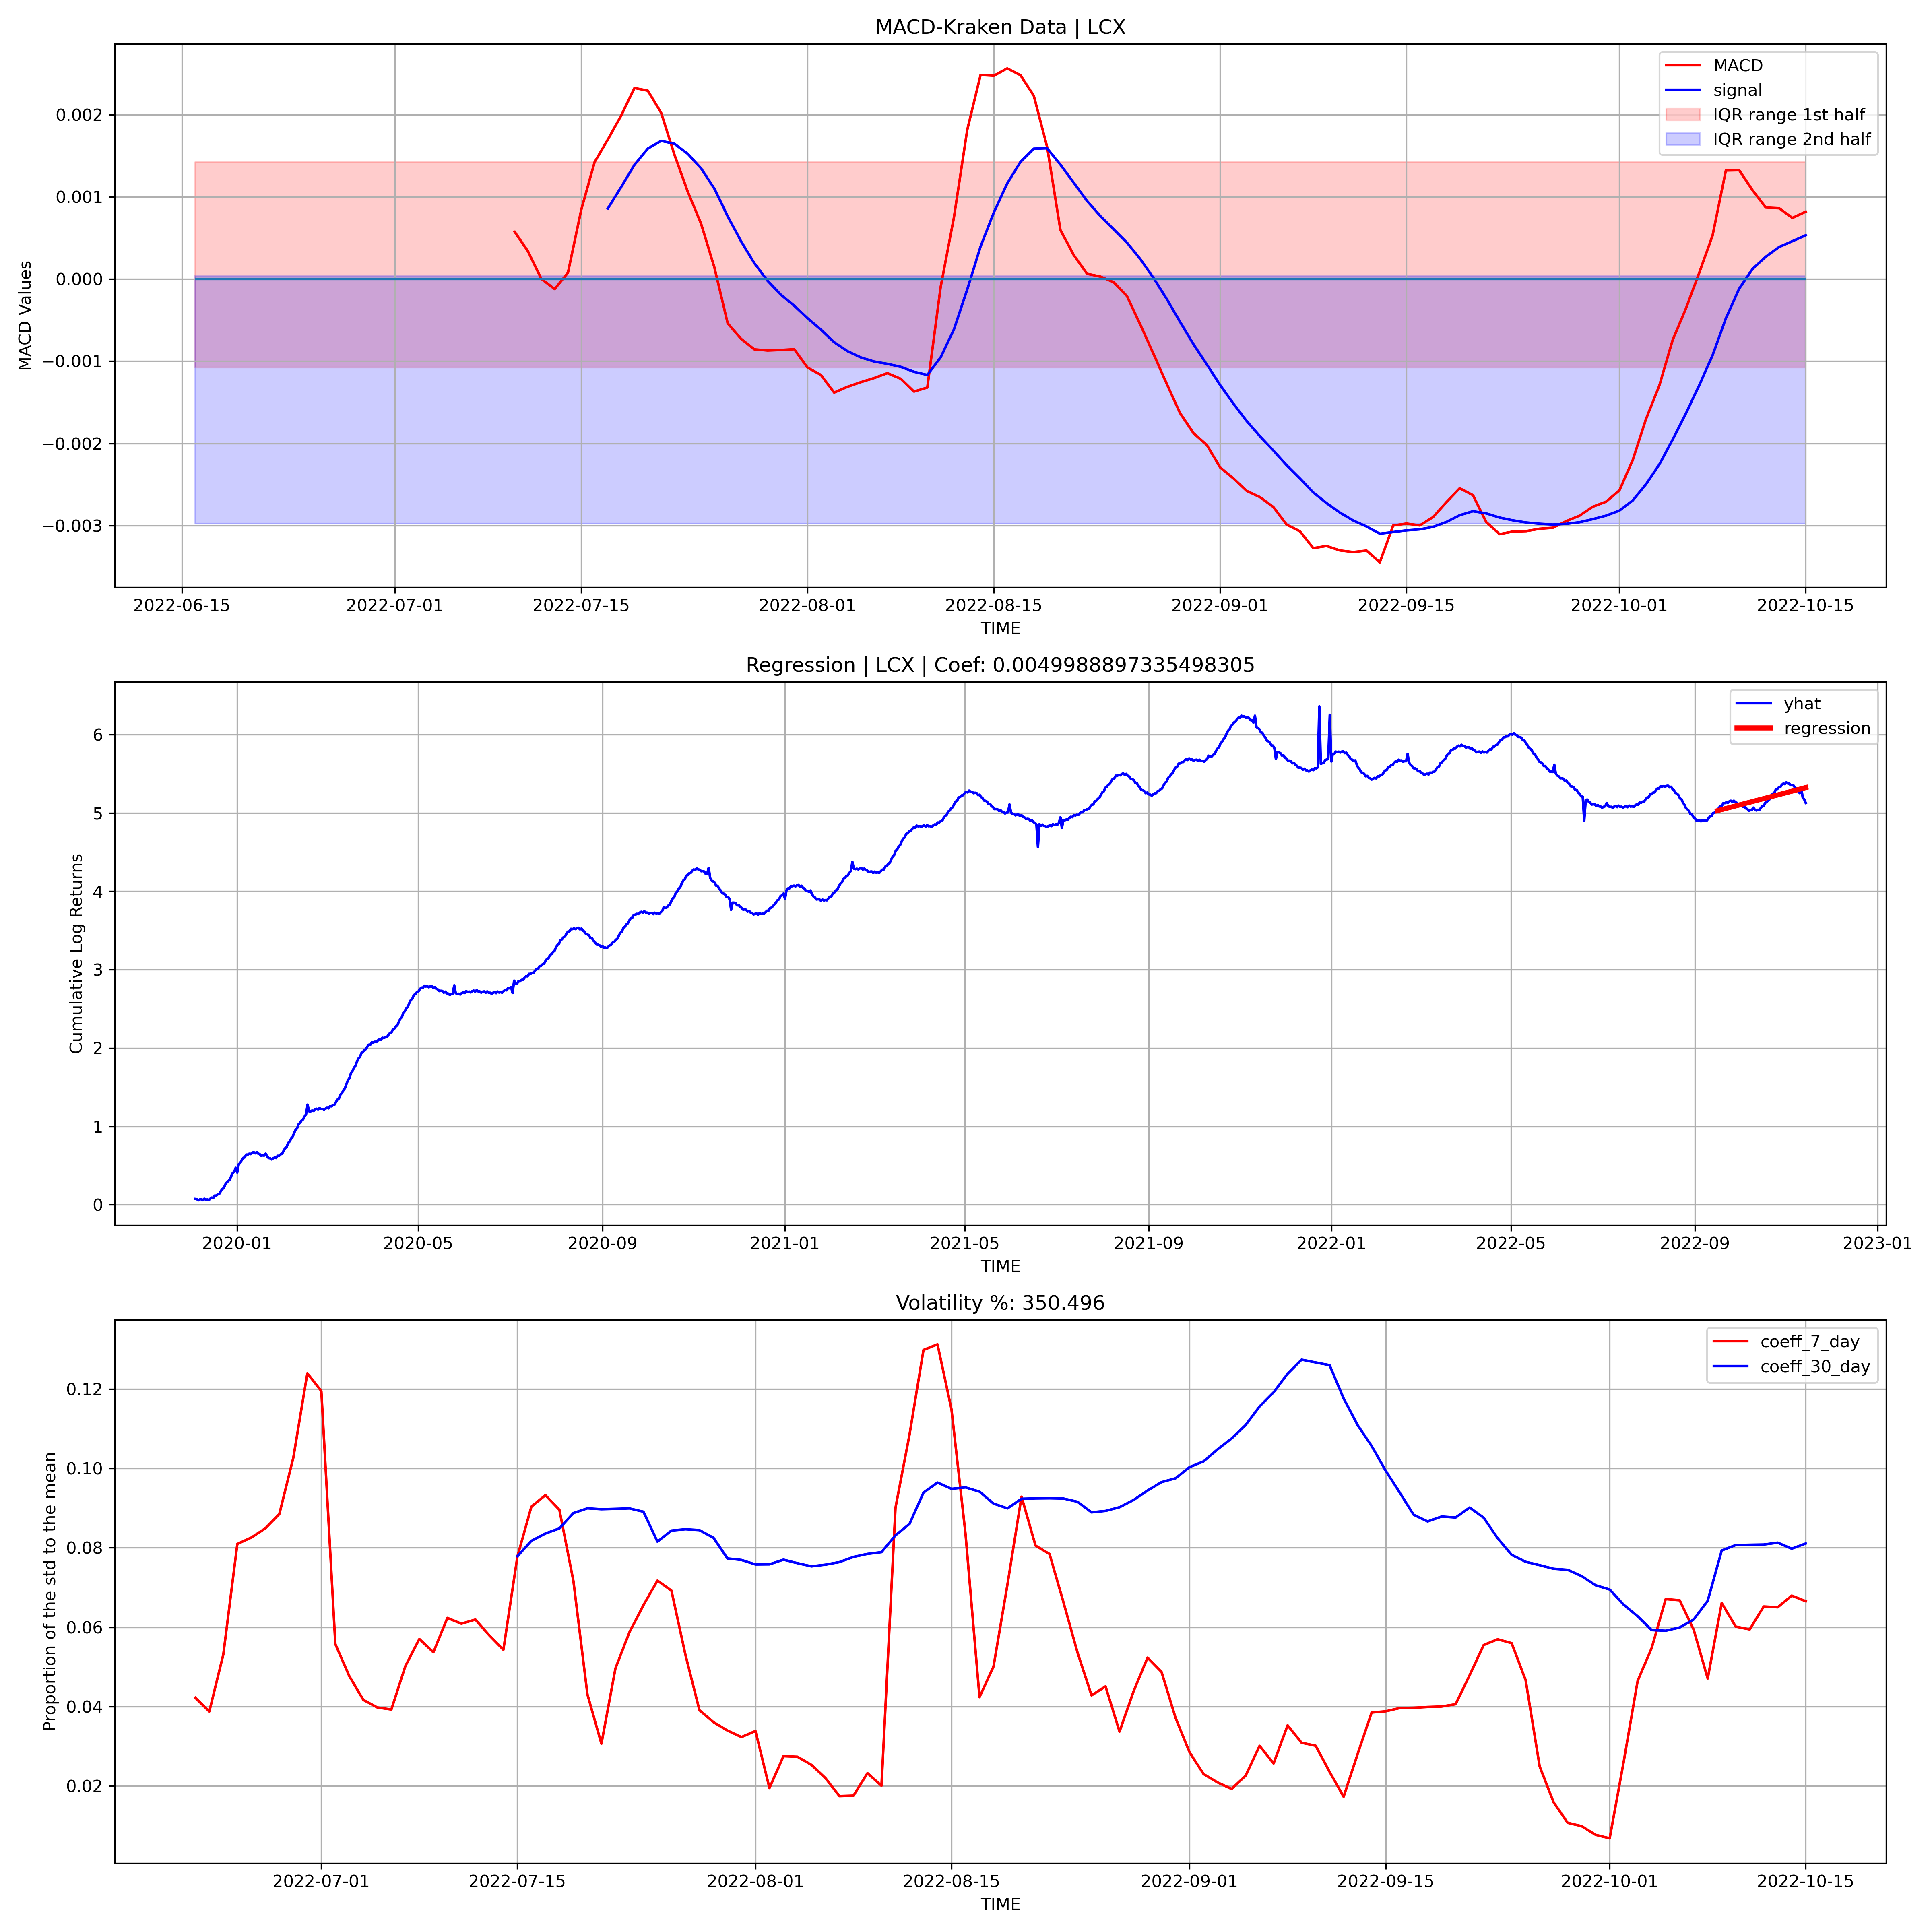 MACD-Kraken Data | LCX
MACD
signal
IQR range 1st half
IQR range 2nd half
MACD Values
0.002
0.001
0.000
−0.001
−0.002
−0.003
2022-06-15 2022-07-01 2022-07-15 2022-08-01 2022-08-15 2022-09-01 2022-09-15 2022-10-01 2022-10-15
TIME
Regression | LCX | Coef: 0.0049988897335498305
yhat
regression
Cumulative Log Returns
6
5
4
3
2
1
0
2020-01 2020-05 2020-09 2021-01 2021-05 2021-09 2022-01 2022-05 2022-09 2023-01
TIME
Volatility %: 350.496
coeff_7_day
coeff_30_day
Proportion of the std to the mean
0.12
0.10
0.08
0.06
0.04
0.02
2022-07-01 2022-07-15 2022-08-01 2022-08-15 2022-09-01 2022-09-15 2022-10-01 2022-10-15
TIME